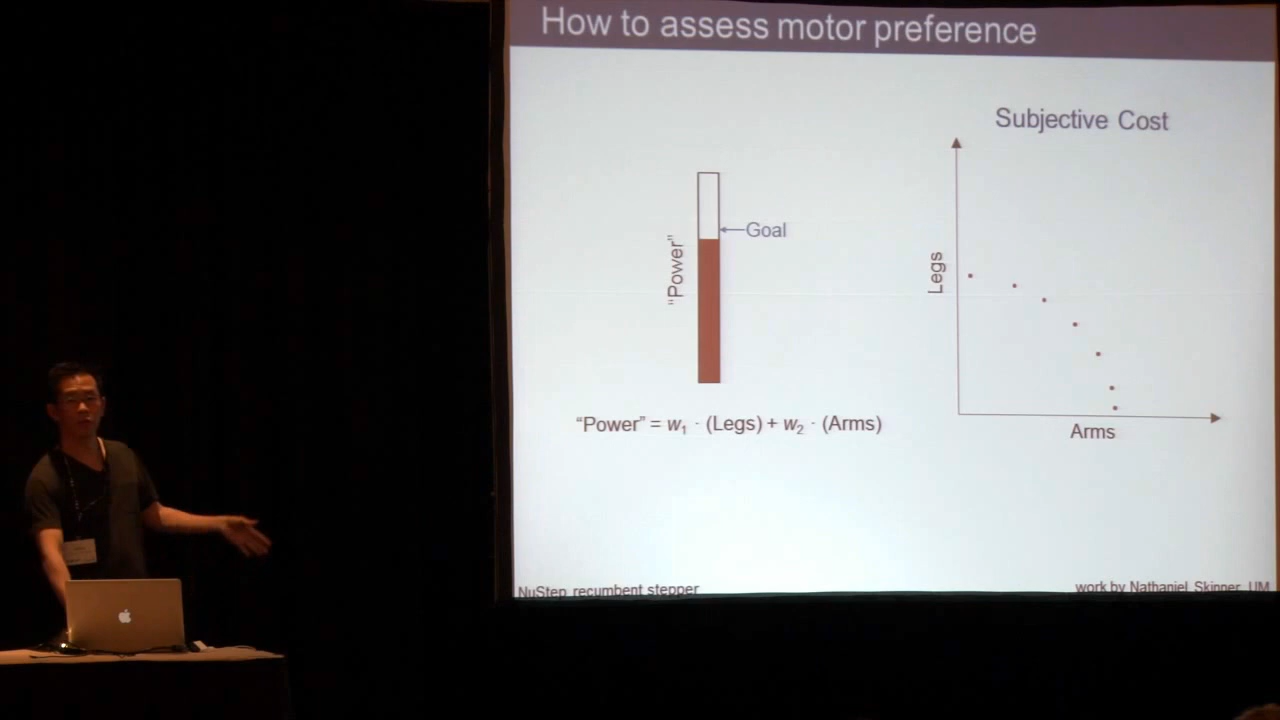 How to assess motor preference
Subjective Cost
Goal
"Power"
Legs
"Power" = w₁ · (Legs) + w₂ · (Arms)
Arms
NuStep recumbent stepper
work by Nathaniel Skinner, UM